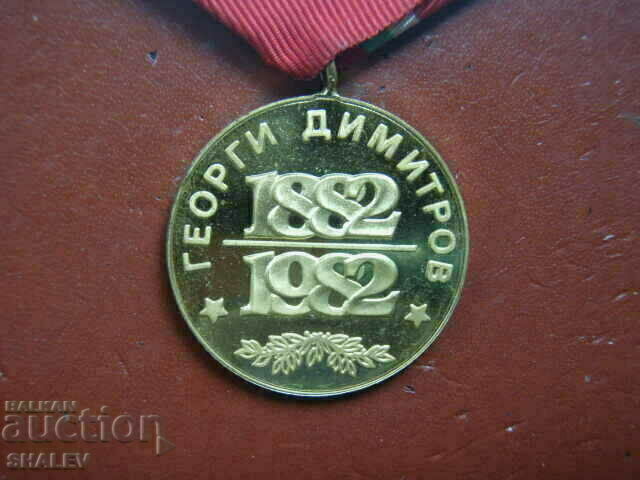 ГЕОРГИ ДИМИТРОВ
1882
1982
BALKAN
auction
SHALEV